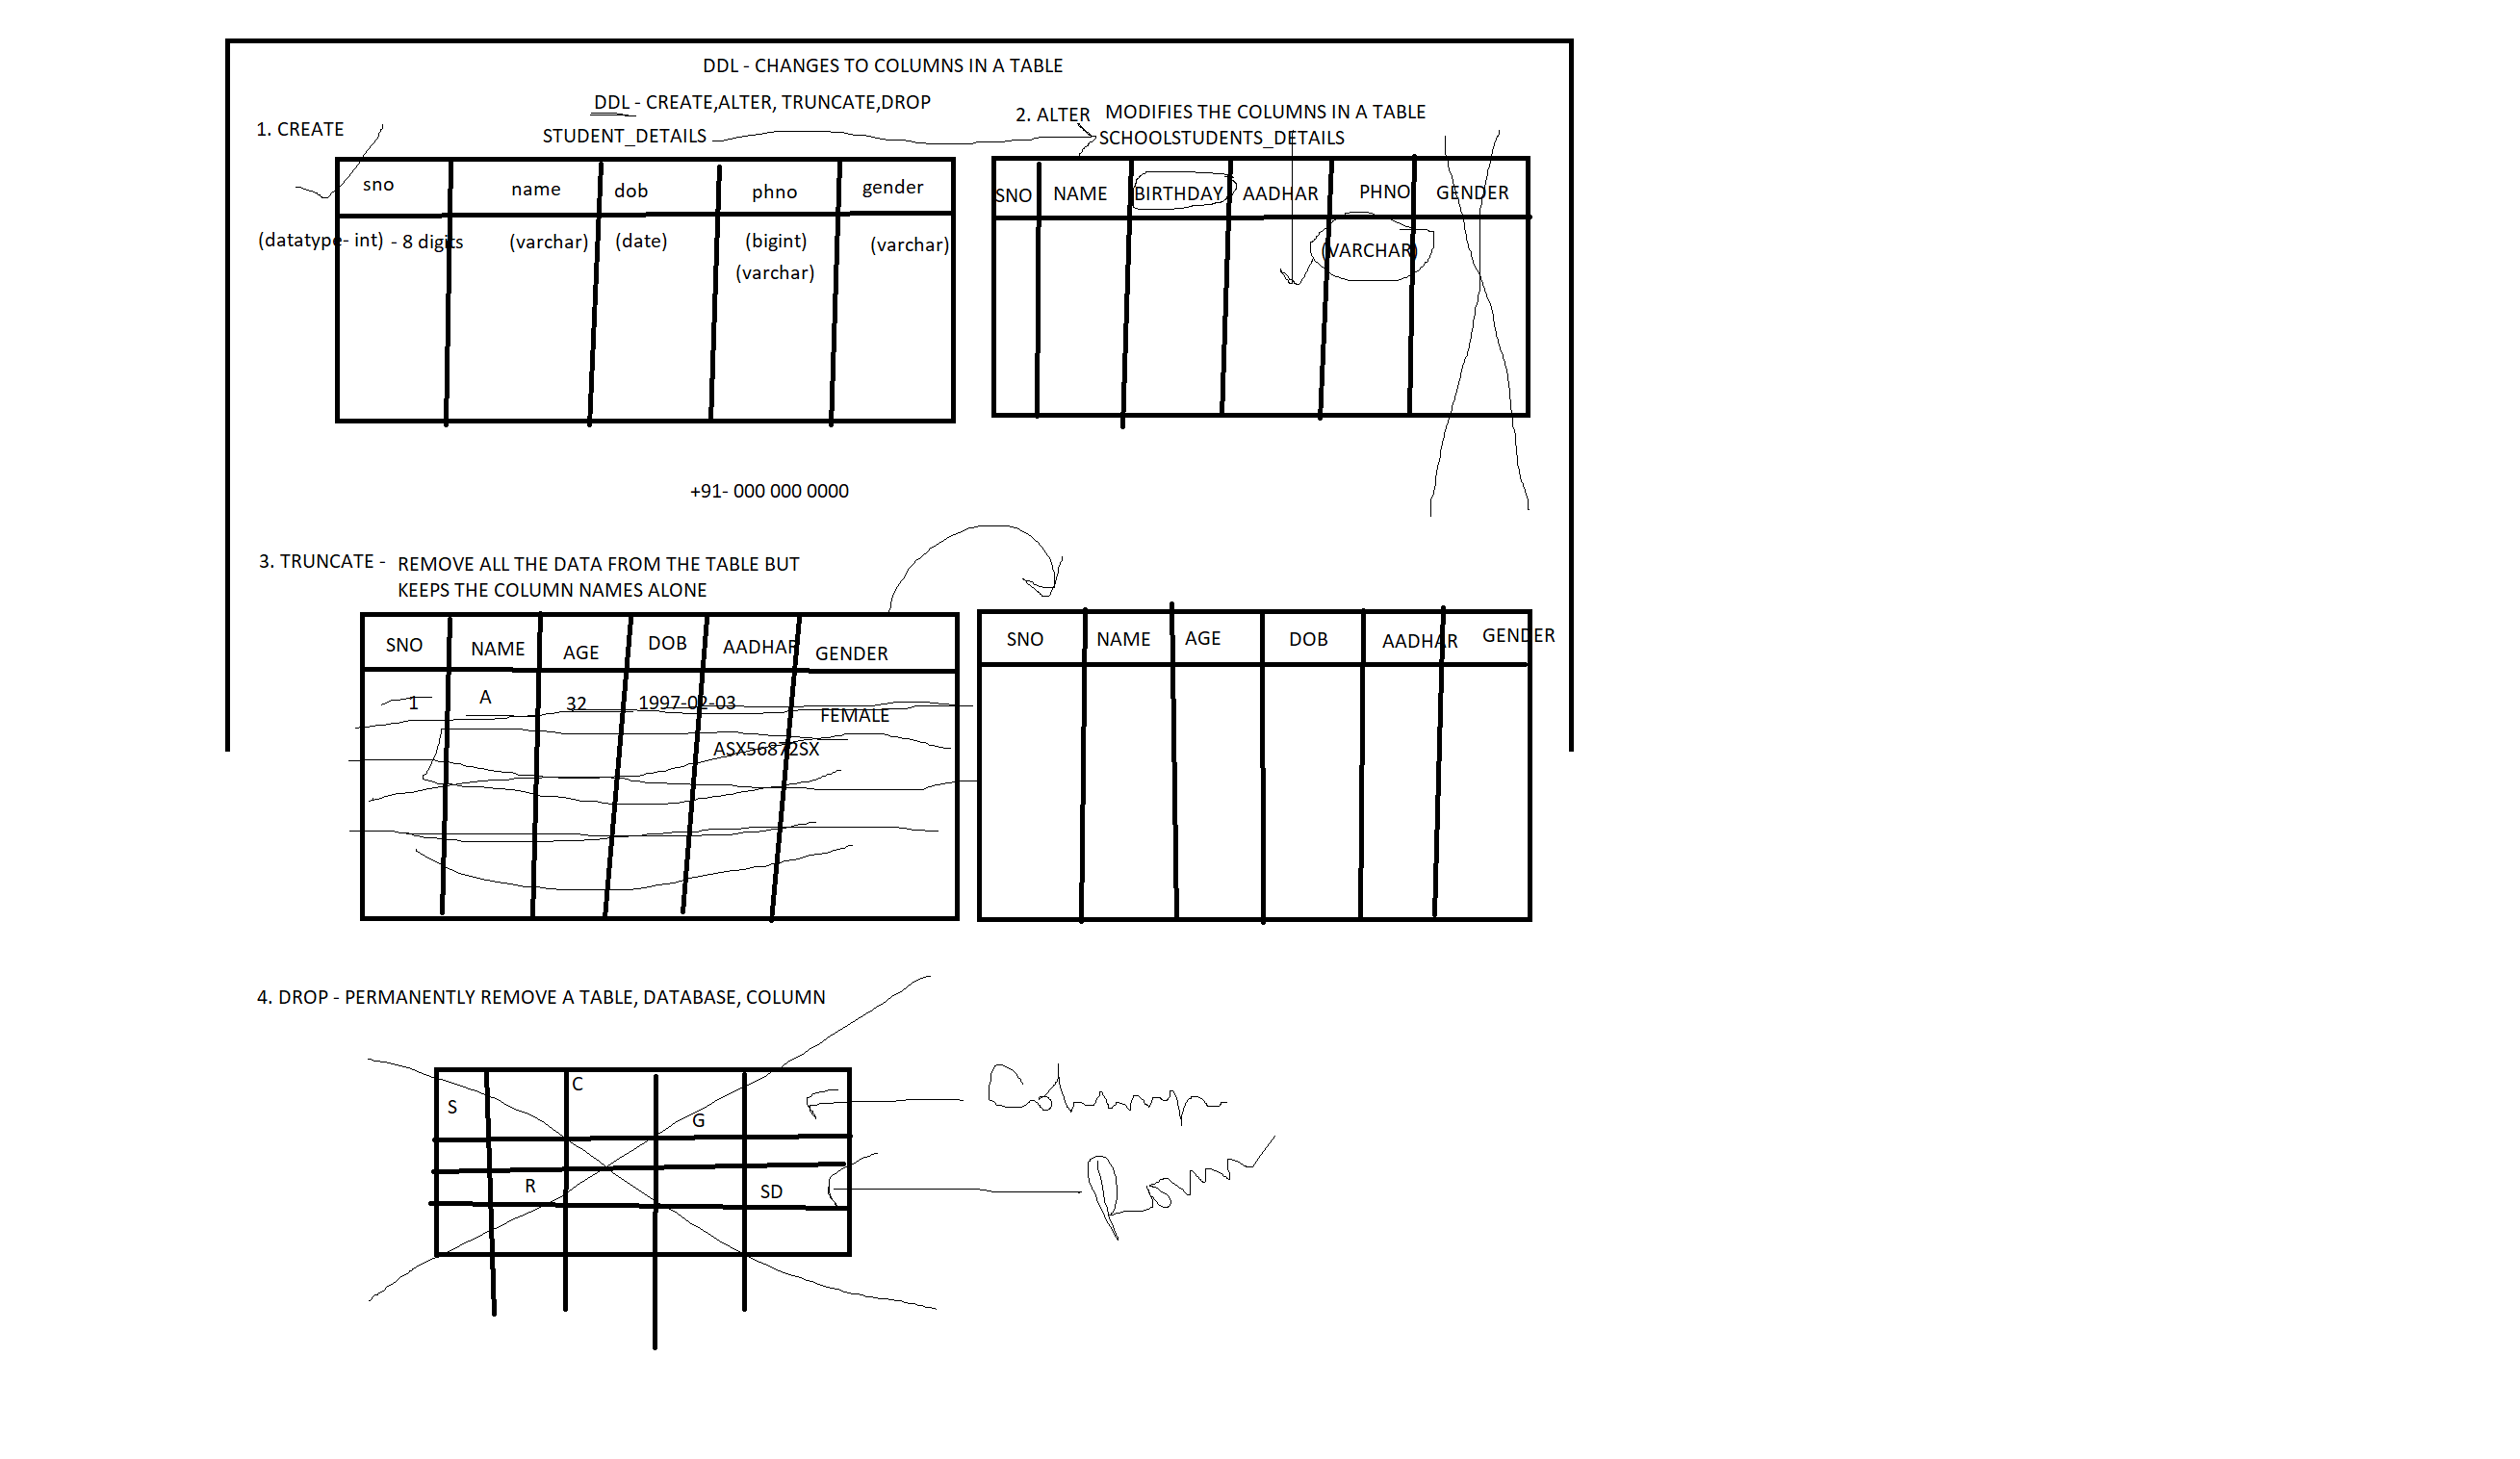 DDL - CHANGES TO COLUMNS IN A TABLE
DDL - CREATE,ALTER, TRUNCATE,DROP
1. CREATE
STUDENT_DETAILS
sno name dob phno gender
(datatype- int) - 8 digits (varchar) (date) (bigint) (varchar)
(varchar)
+91- 000 000 0000
2. ALTER MODIFIES THE COLUMNS IN A TABLE
SCHOOLSTUDENTS_DETAILS
SNO NAME BIRTHDAY AADHAR PHNO GENDER
(VARCHAR)
3. TRUNCATE - REMOVE ALL THE DATA FROM THE TABLE BUT
KEEPS THE COLUMN NAMES ALONE
SNO NAME AGE DOB AADHAR GENDER
1 A 32 1997-02-03 FEMALE
ASX56872SX
SNO NAME AGE DOB AADHAR GENDER
4. DROP - PERMANENTLY REMOVE A TABLE, DATABASE, COLUMN
C
S
G
R SD